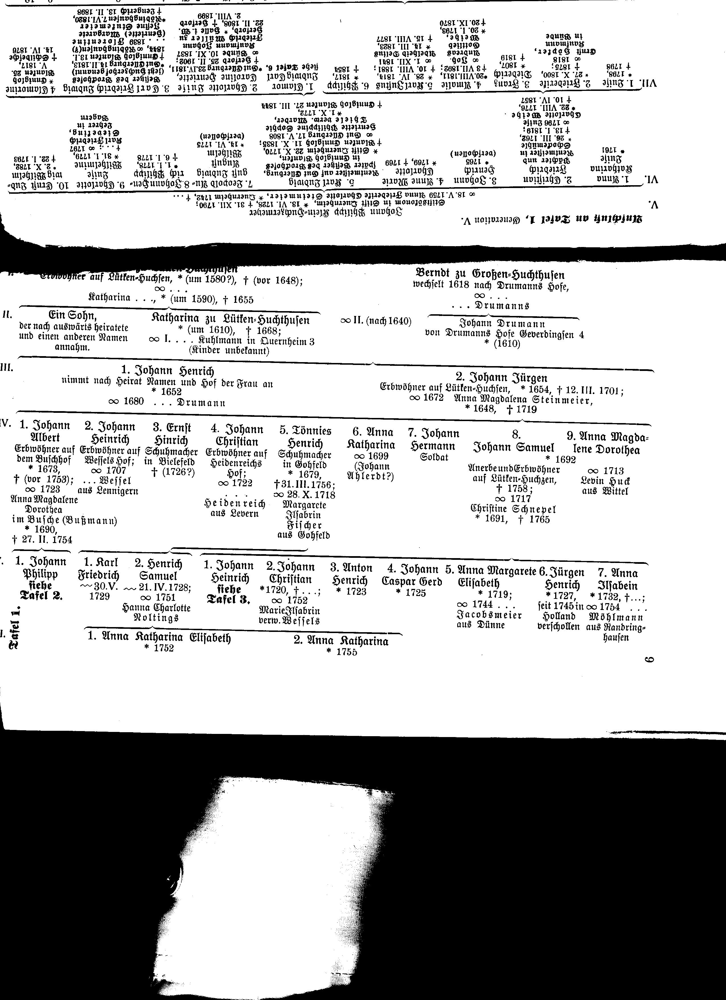 Anschluß an Tafel 1, Generation V.
V.
Johann Philipp Klein-Huchzermeyer
Stiftsökonom in Stift Quernheim, * 13. VI. 1728, † 31. XII. 1790;
∞ 18. V. 1759 Anna Friederike Charlotte Steinmeier, * Quernheim 1742, † ...
VI.
1. Anna
Katharina
Luise
* 1761
2. Christian
Friedrich
Pächter und
Rentmeister in
Schockemühle
* 26. III. 1762,
† 13. I. 1819;
∞ 1796 Luise
Charlotte Weihe
* 22. VIII. 1776,
† 10. IV. 1857
3. Johann
Henrich
* 1765
(verschollen)
4. Anne Marie
Charlotte
* 1769, † 1769
5. Karl Ludwig
Rentmeister auf Gut Ellerburg,
später Besitzer des Brockhofes
in Ennigloh Blanken,
* Stift Quernheim 22. X. 1770,
† Blanken Ennigloh 11. X. 1835;
∞ Gut Ellerburg 17. V. 1808
Henriette Philippine Sophie
Thiele verw. Marder,
* 1. X. 1772,
† Ennigloh Blanken 27. III. 1844
7. Leopold Au-
gust Ludwig
August
Wilhelm
* 14. VI. 1775
(verschollen)
8. Johann Hen-
rich Philipp
* 1. I. 1778,
† 6. I. 1778
9. Charlotte
Luise
Wilhelmine
* 31. I. 1779,
† . . .; ∞ 1797
Karl Friedrich
Siebeking,
Lehrer in
Bayern
10. Ernst Lud-
wig Wilhelm
* 2. X. 1782,
† 22. I. 1793
VII.
1. Luise
* 1798,
† 1798
2. Friederike
* 27. X. 1800,
† 1875;
∞ 1818
Ernst Höpker,
Kaufmann
in Bünde
3. Franz
Diederich
* 1807,
† 1819
4. Amalie
*20.VIII.1811,
†3 VII.1892;
∞ Joh.
Andreas
Gottlieb
Weihe,
* 20. I. 1793,
† 20. IX. 1870
5. Karl Justus
* 28. IV. 1814,
† 10. VIII. 1881;
∞ 1. XII. 1841
Adelheid Delius
* 14. III. 1823,
† 15. VIII. 1877
6. Philipp
* 1817,
† 1854
1. Clamor
Ludwig Carl
siehe Tafel 6.
2. Charlotte Luise
Caroline Henriette,
*Gut Ellerburg 23.IV.1811,
† Herford 25. II. 1902;
∞ Bünde 10. XI. 1837
Kaufmann Johann
Friedrich Müller zu
Herford, * Halle i. W.
22. II. 1808, † Herford
2. VIII. 1899
3. Carl Friedrich Ludwig
Besitzer des Brockhofes
(jetzt Huchzerhof genannt)
*Gut Ellerburg 14.II.1813,
† Ennigloh Blanken 13. I.
1844, ∞ Rödinghausen(?)
. . . 1839 Florentine
(Henriette) Margarete
Jesine Stukemeier
*Rödinghausen 7.VI.1820,
† Lengerich 13. II. 1898
4 Clamorine
* Ennigloh
Blanken 25.
V. 1817,
† Schildesche
14. IV. 1876
Erbwöhner auf Lütken-Huchsen, * (um 1580?), † (vor 1648);
∞ . . .
Katharina . . ., * (um 1590), † 1655
Berndt zu Großen-Huchthusen
wechselt 1618 nach Drumanns Hofe,
∞ . . .
. . . Drumanns
II.
Ein Sohn,
der nach auswärts heiratete
und einen anderen Namen
annahm.
Katharina zu Lütken-Huchthusen
* (um 1610), † 1668;
∞ I. . . . Kuhlmann in Quernheim 3
(Kinder unbekannt)
∞ II. (nach 1640)
Johann Drumann
von Drumanns Hofe Geverdingsen 4
* (1610)
III.
1. Johann Henrich
nimmt nach Heirat Namen und Hof der Frau an
* 1652
∞ 1680 . . . Drumann
2. Johann Jürgen
Erbwöhner auf Lütken-Huchsen, * 1654, † 12. III. 1701;
∞ 1672 Anna Magdalena Steinmeier,
* 1648, † 1719
IV.
1. Johann
Albert
Erbwöhner auf
dem Buschhof
* 1673,
† (vor 1753);
∞ 1723
Anna Magdalene
Dorothea
im Busche (Bußmann)
* 1690,
† 27. II. 1754
2. Johann
Heinrich
Erbwöhner auf
Wessels Hof;
∞ 1707
. . . Wessel
aus Lennigern
3. Ernst
Hinrich
Schuhmacher
in Bielefeld
† (1726?)
4. Johann
Christian
Erbwöhner auf
Heidenreichs
Hof;
∞ 1722
. . .
Heidenreich
aus Levern
5. Tönnies
Henrich
Schuhmacher
in Gohfeld
* 1679,
†31.III.1756;
∞ 28. X. 1718
Margarete
Ilsabrin
Fischer
aus Gohfeld
6. Anna
Katharina
∞ 1699
(Johann
Ahlerdt?)
7. Johann
Hermann
Soldat
8.
Johann Samuel
* 1692
Anerbe und Erbwöhner
auf Lütken-Huchzen,
† 1758;
∞ 1717
Christine Schnepel
* 1691, † 1765
9. Anna Magda-
lene Dorothea
∞ 1713
Levin Huck
aus Wittel
1. Johann
Philipp
siehe
Tafel 2.
1. Karl
Friedrich
~~ 30.V.
1729
2. Henrich
Samuel
~~ 21. IV. 1728;
∞ 1751
Hanna Charlotte
Noltings
1. Johann
Heinrich
siehe
Tafel 3.
2. Johann
Christian
*1720, † . . .;
∞ 1752
Marie Ilsabrin
verw. Wessels
3. Anton
Henrich
* 1723
4. Johann
Caspar Gerd
* 1725
5. Anna Margarete
Elisabeth
* 1719;
∞ 1744 . . .
Jacobsmeier
aus Dünne
6. Jürgen
Henrich
* 1727,
seit 1745 in
Holland
verschollen
7. Anna
Ilsabein
* 1732, †...;
∞ 1754 . . .
Möhlmann
aus Randring-
hausen
Tafel 1.
1. Anna Katharina Elisabeth
* 1752
2. Anna Katharina
* 1755
6